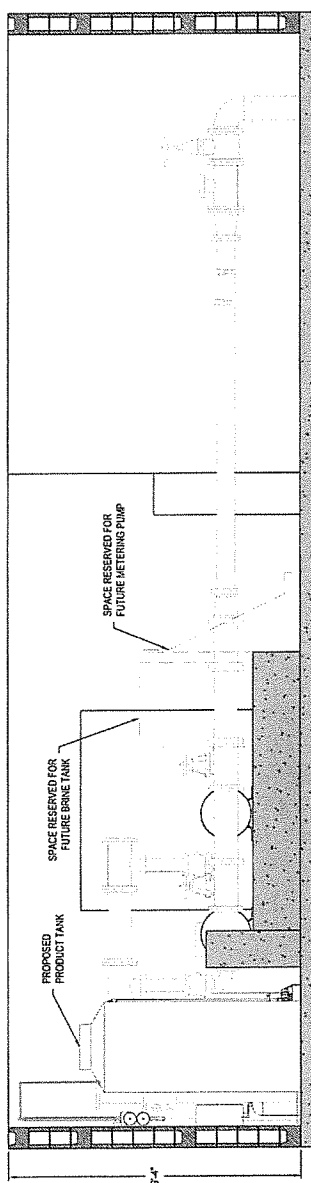 SPACE RESERVED FOR
FUTURE METERING PUMP
SPACE RESERVED FOR
FUTURE BRINE TANK
PROPOSED
PRODUCT TANK